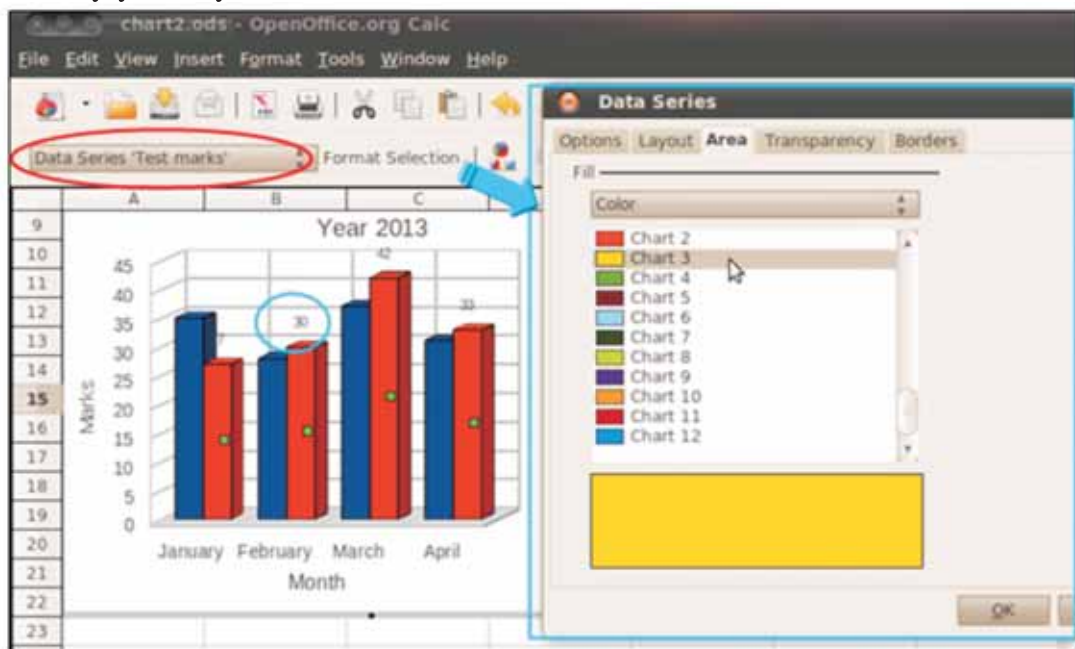 chart2.ods - OpenOffice.org Calc
File Edit View Insert Format Tools Window Help
Data Series 'Test marks'
Format Selection
A B C
9
10
11
12
13
14
15
16
17
18
19
20
21
22
23
Year 2013
45
40
35
30
25
20
15
10
5
0
Marks
7
30
42
33
January February March April
Month
Data Series
Options Layout Area Transparency Borders
Fill
Color
Chart 2
Chart 3
Chart 4
Chart 5
Chart 6
Chart 7
Chart 8
Chart 9
Chart 10
Chart 11
Chart 12
OK